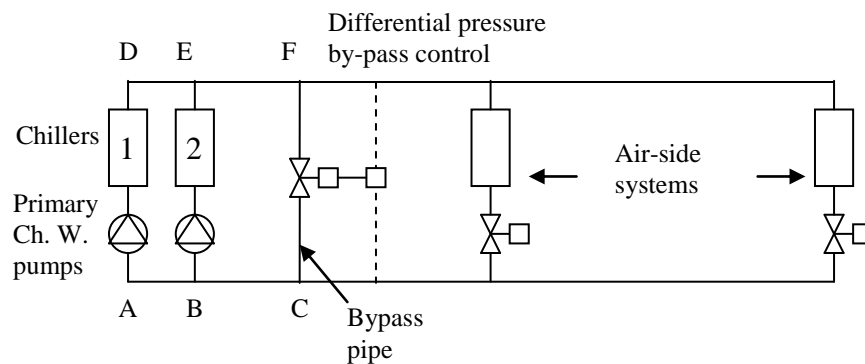 Differential pressure
by-pass control
D E F
Chillers
1 2
Air-side
systems
Primary
Ch. W.
pumps
A B C
Bypass
pipe